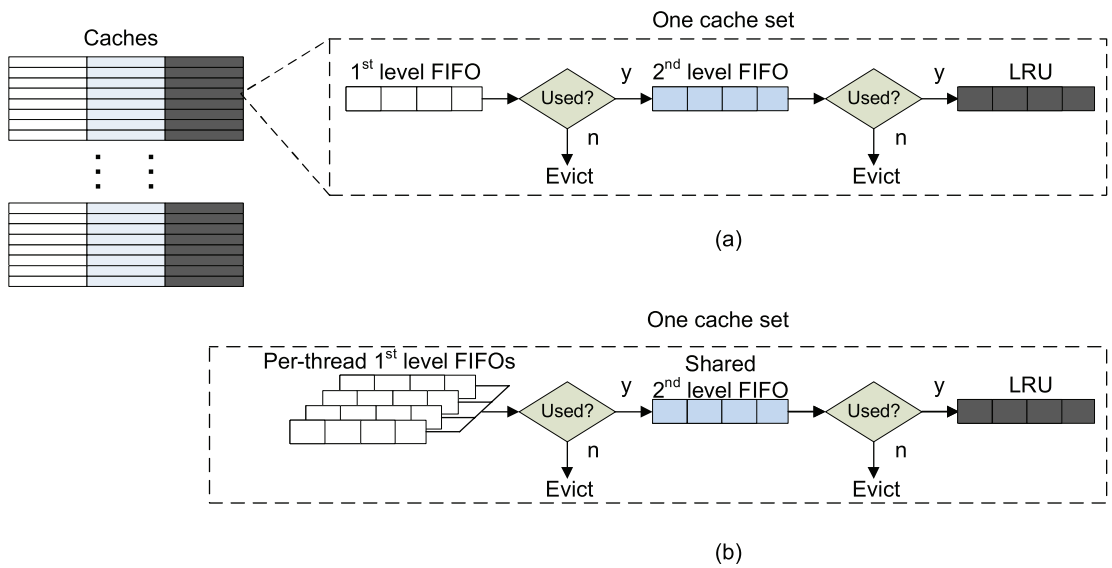 Caches
One cache set
1st level FIFO
Used?
y
n
Evict
2nd level FIFO
Used?
y
n
Evict
LRU
(a)
One cache set
Per-thread 1st level FIFOs
Used?
y
n
Evict
Shared
2nd level FIFO
Used?
y
n
Evict
LRU
(b)